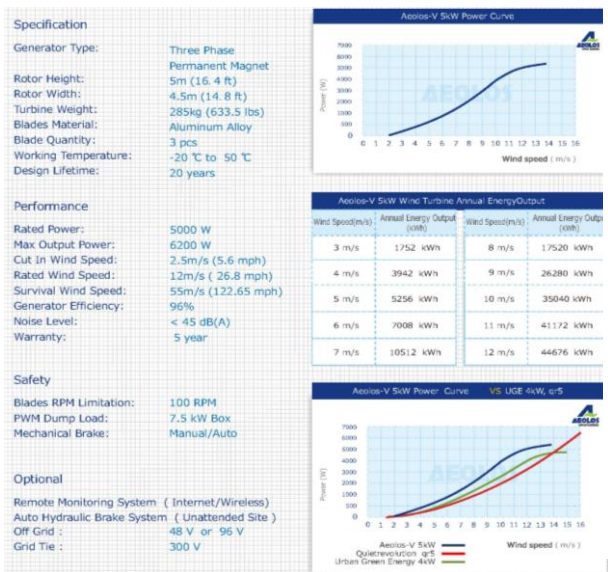 Specification
Generator Type: Three Phase
Permanent Magnet
Rotor Height: 5m (16.4 ft)
Rotor Width: 4.5m (14.8 ft)
Turbine Weight: 285kg (633.5 lbs)
Blades Material: Aluminum Alloy
Blade Quantity: 3 pcs
Working Temperature: -20 ℃ to 50 ℃
Design Lifetime: 20 years
Performance
Rated Power: 5000 W
Max Output Power: 6200 W
Cut In Wind Speed: 2.5m/s (5.6 mph)
Rated Wind Speed: 12m/s ( 26.8 mph)
Survival Wind Speed: 55m/s (122.65 mph)
Generator Efficiency: 96%
Noise Level: < 45 dB(A)
Warranty: 5 year
Safety
Blades RPM Limitation: 100 RPM
PWM Dump Load: 7.5 kW Box
Mechanical Brake: Manual/Auto
Optional
Remote Monitoring System ( Internet/Wireless)
Auto Hydraulic Brake System ( Unattended Site )
Off Grid : 48 V or 96 V
Grid Tie : 300 V
Aeolos-V 5kW Power Curve
AEOLOS
7000
6000
5000
4000
3000
2000
1000
500
0
Power (W)
AEOLOS
0 1 2 3 4 5 6 7 8 9 10 11 12 13 14 15 16
Wind speed ( m/s )
Aeolos-V 5kW Wind Turbine Annual EnergyOutput
Wind Speed(m/s) Annual Energy Output (kWh) Wind Speed(m/s) Annual Energy Outpu (kWh)
3 m/s 1752 kWh 8 m/s 17520 kWh
4 m/s 3942 kWh 9 m/s 26280 kWh
5 m/s 5256 kWh 10 m/s 35040 kWh
6 m/s 7008 kWh 11 m/s 41172 kWh
7 m/s 10512 kWh 12 m/s 44676 kWh
Aeolos-V 5kW Power Curve VS UGE 4kW, qr5
AEOLOS
7000
6000
5000
4000
3000
2000
1000
500
0
Power (W)
AEOLOS
0 1 2 3 4 5 6 7 8 9 10 11 12 13 14 15 16
Aeolos-V 5kW Wind speed ( m/s )
Quietrevolution qr5
Urban Green Energy 4kW